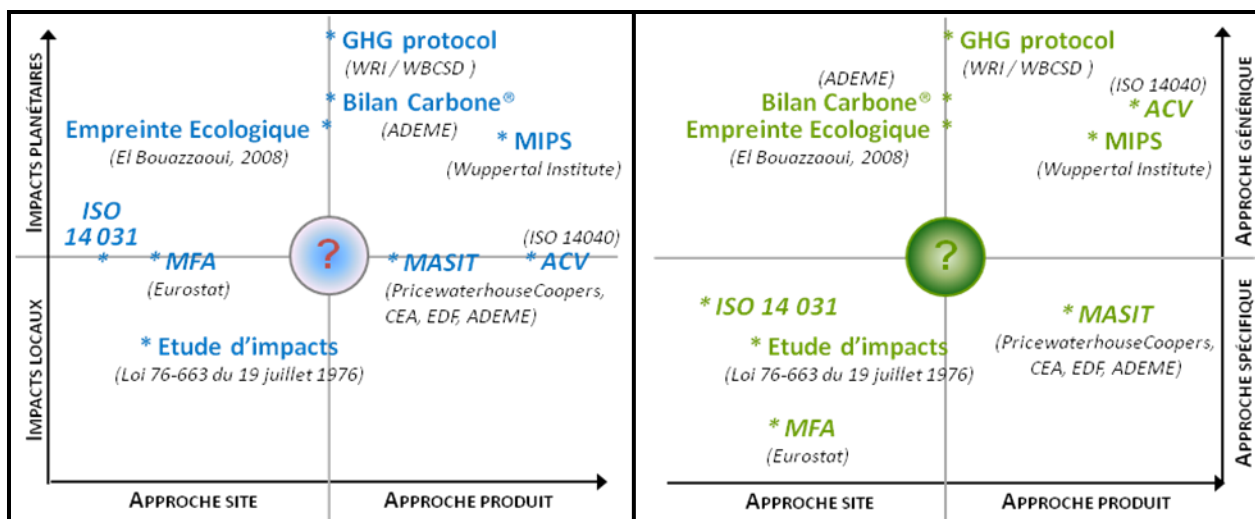 * GHG protocol
(WRI / WBCSD )
* Bilan Carbone®
(ADEME)
Empreinte Ecologique *
(El Bouazzaoui, 2008)
* MIPS
(Wuppertal Institute)
ISO
14 031
*
* MFA
(Eurostat)
?
(ISO 14040)
* MASIT
* ACV
(PricewaterhouseCoopers,
CEA, EDF, ADEME)
* Etude d’impacts
(Loi 76-663 du 19 juillet 1976)
IMPACTS PLANÉTAIRES
IMPACTS LOCAUX
APPROCHE SITE
APPROCHE PRODUIT
* GHG protocol
(WRI / WBCSD )
(ADEME)
Bilan Carbone® *
Empreinte Ecologique *
(El Bouazzaoui, 2008)
(ISO 14040)
* ACV
* MIPS
(Wuppertal Institute)
?
* ISO 14 031
* Etude d’impacts
(Loi 76-663 du 19 juillet 1976)
* MFA
(Eurostat)
* MASIT
(PricewaterhouseCoopers,
CEA, EDF, ADEME)
APPROCHE GÉNÉRIQUE
APPROCHE SPÉCIFIQUE
APPROCHE SITE
APPROCHE PRODUIT